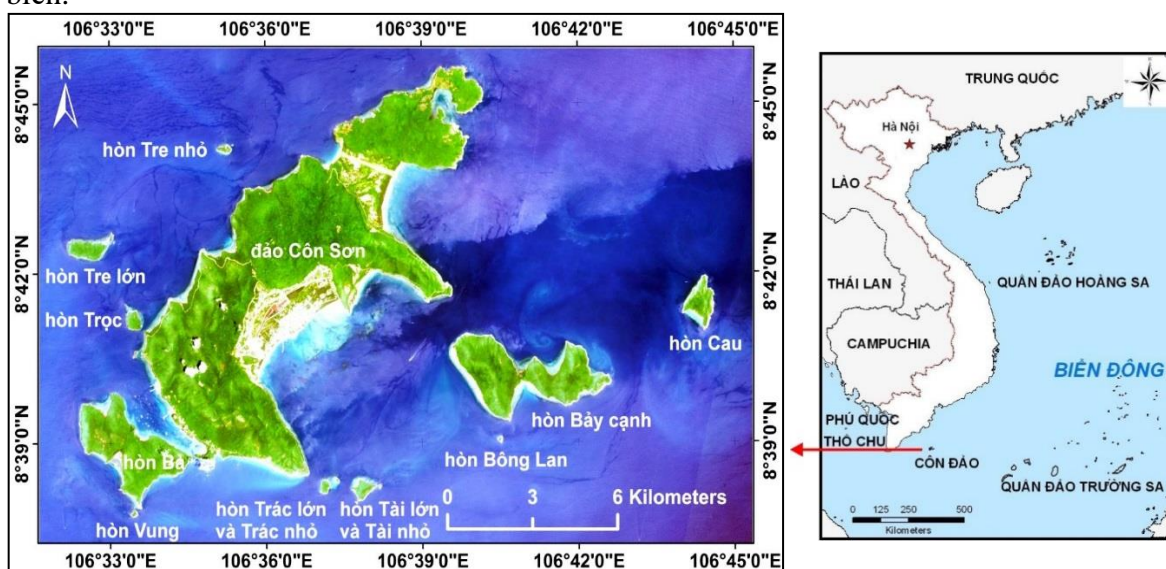 biển.
106°33'0"E 106°36'0"E 106°39'0"E 106°42'0"E 106°45'0"E
8°45'0"N
8°42'0"N
8°39'0"N
N
hòn Tre nhỏ
đảo Côn Sơn
hòn Tre lớn
hòn Trọc
hòn Cau
hòn Bảy cạnh
hòn Ba
hòn Bông Lan
hòn Vung
hòn Trác lớn
và Trác nhỏ
hòn Tài lớn
và Tài nhỏ
0 3 6 Kilometers
8°45'0"N
8°42'0"N
8°39'0"N
106°33'0"E 106°36'0"E 106°39'0"E 106°42'0"E 106°45'0"E
TRUNG QUỐC
Hà Nội
LÀO
THÁI LAN
QUẦN ĐẢO HOÀNG SA
CAMPUCHIA
BIỂN ĐÔNG
PHÚ QUỐC
THỔ CHU
CÔN ĐẢO
QUẦN ĐẢO TRƯỜNG SA
0 125 250 500
Kilometers